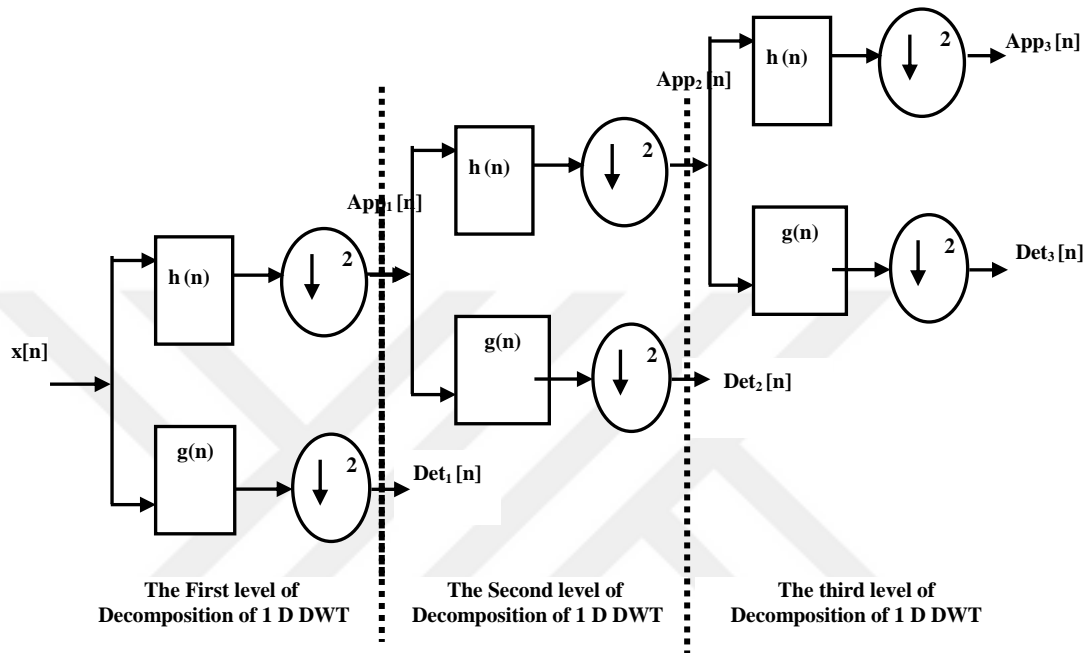 h (n)
2
App₃ [n]
App₂ [n]
h (n)
2
g(n)
2
Det₃ [n]
App₁ [n]
h (n)
2
g(n)
2
Det₂ [n]
x[n]
g(n)
2
Det₁ [n]
The First level of
Decomposition of 1 D DWT
The Second level of
Decomposition of 1 D DWT
The third level of
Decomposition of 1 D DWT